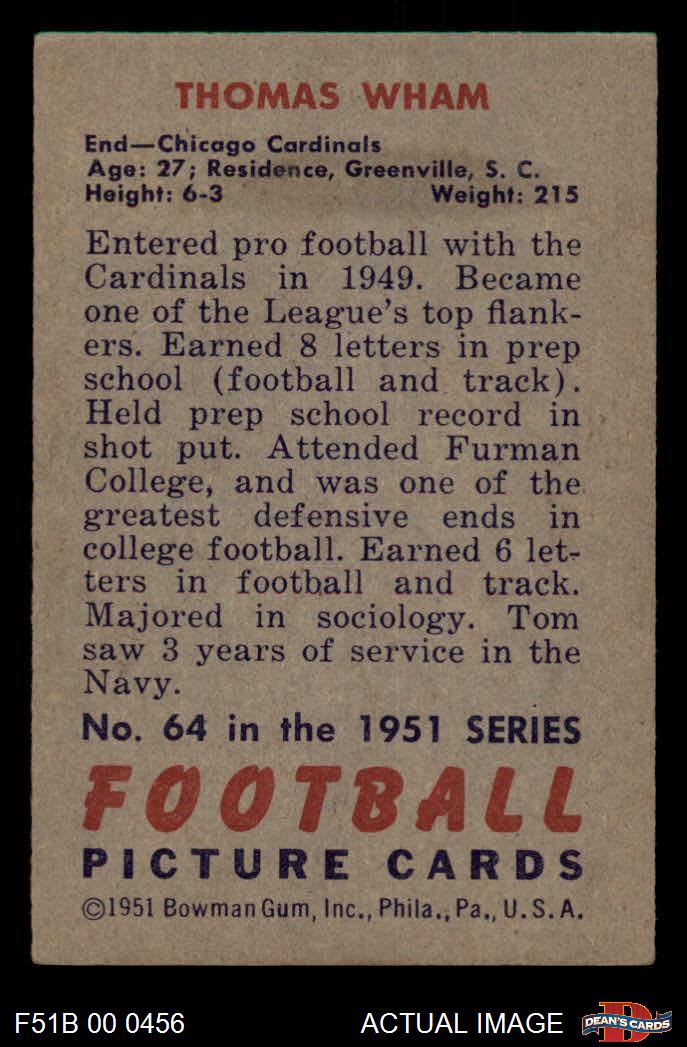 THOMAS WHAM
End—Chicago Cardinals
Age: 27; Residence, Greenville, S. C.
Height: 6-3 Weight: 215
Entered pro football with the
Cardinals in 1949. Became
one of the League's top flank-
ers. Earned 8 letters in prep
school (football and track).
Held prep school record in
shot put. Attended Furman
College, and was one of the
greatest defensive ends in
college football. Earned 6 let-
ters in football and track.
Majored in sociology. Tom
saw 3 years of service in the
Navy.
No. 64 in the 1951 SERIES
FOOTBALL
PICTURE CARDS
©1951 Bowman Gum, Inc., Phila., Pa., U.S.A.
F51B 00 0456 ACTUAL IMAGE
D
DEAN'S CARDS